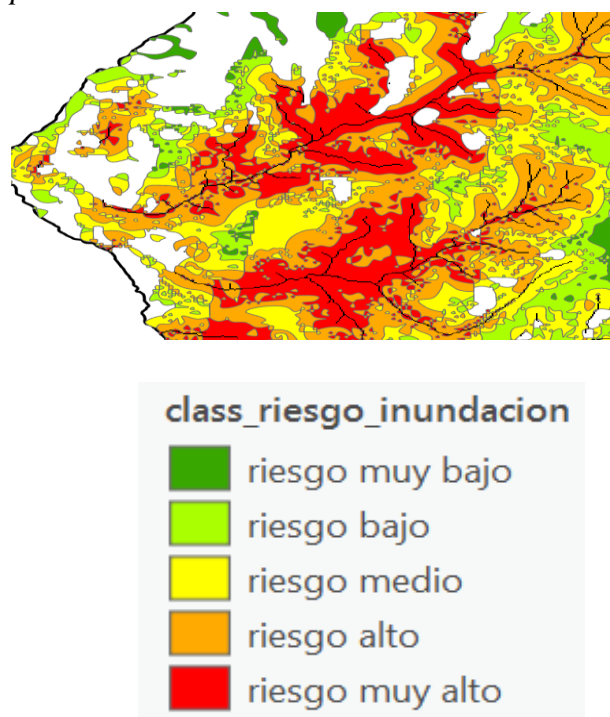 class_riesgo_inundacion
riesgo muy bajo
riesgo bajo
riesgo medio
riesgo alto
riesgo muy alto